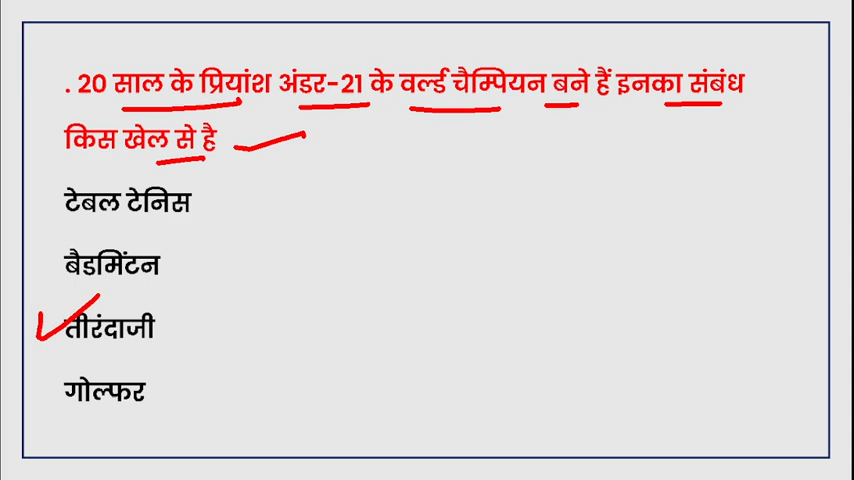 . 20 साल के प्रियांश अंडर-21 के वर्ल्ड चैम्पियन बने हैं इनका संबंध
किस खेल से है
टेबल टेनिस
बैडमिंटन
तीरंदाजी
गोल्फर